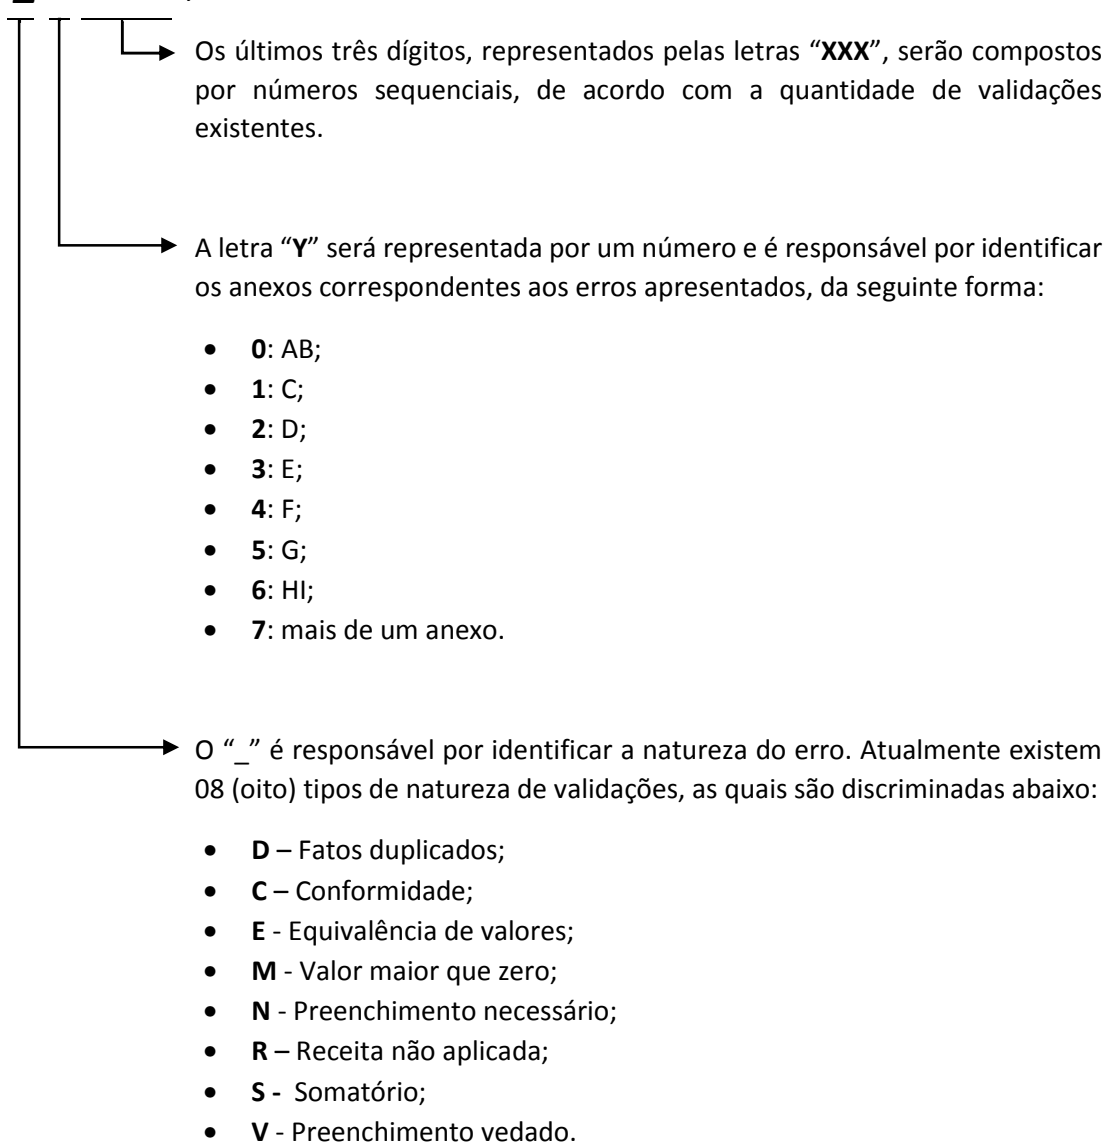 Os últimos três dígitos, representados pelas letras “XXX”, serão compostos
por números sequenciais, de acordo com a quantidade de validações
existentes.
A letra “Y” será representada por um número e é responsável por identificar
os anexos correspondentes aos erros apresentados, da seguinte forma:
• 0: AB;
• 1: C;
• 2: D;
• 3: E;
• 4: F;
• 5: G;
• 6: HI;
• 7: mais de um anexo.
O “_” é responsável por identificar a natureza do erro. Atualmente existem
08 (oito) tipos de natureza de validações, as quais são discriminadas abaixo:
• D – Fatos duplicados;
• C – Conformidade;
• E - Equivalência de valores;
• M - Valor maior que zero;
• N - Preenchimento necessário;
• R – Receita não aplicada;
• S - Somatório;
• V - Preenchimento vedado.